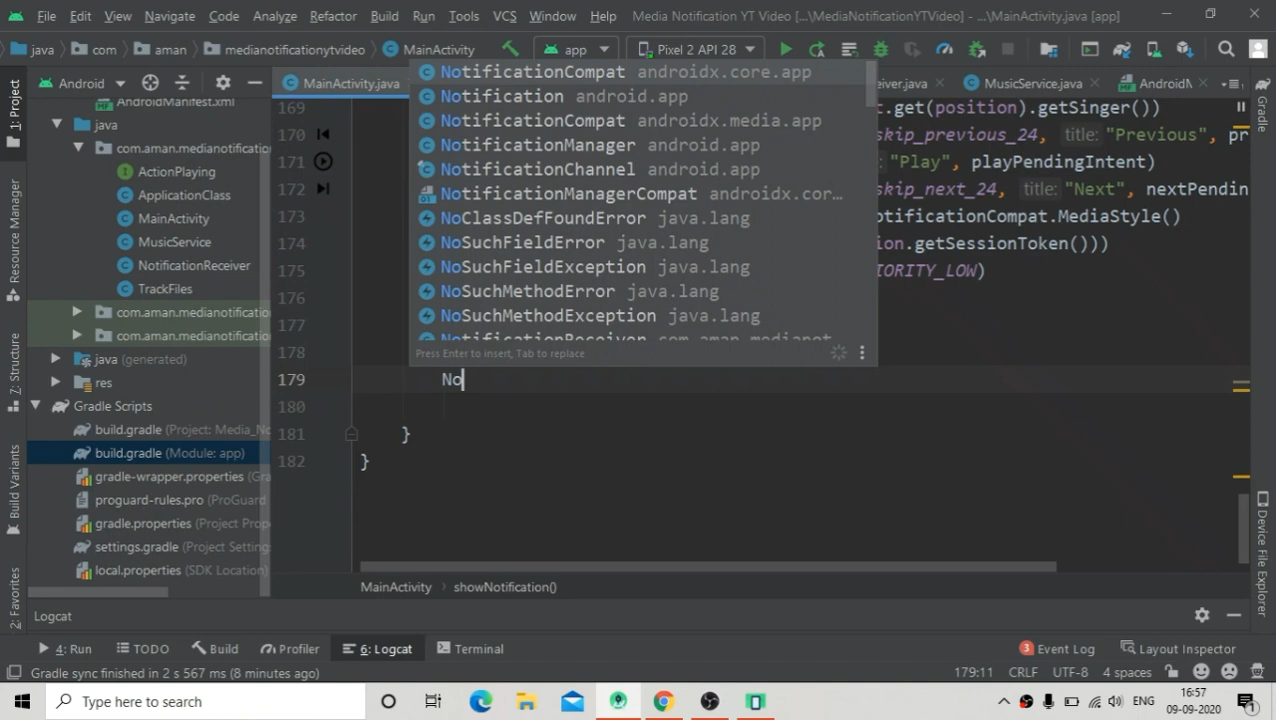 File Edit View Navigate Code Analyze Refactor Build Run Tools VCS Window Help Media Notification YT Video [...\MediaNotificationYTVideo] - ...\MainActivity.java [app]
java com aman medianotificationytvideo MainActivity app Pixel 2 API 28
Android MainActivity.java eiver.java MusicService.java AndroidM
AndroidManifest.xml
java
com.aman.medianotification
ActionPlaying
ApplicationClass
MainActivity
MusicService
NotificationReceiver
TrackFiles
com.aman.medianotificatio
com.aman.medianotificatio
java (generated)
res
Gradle Scripts
build.gradle (Project: Media_No
build.gradle (Module: app)
gradle-wrapper.properties (Gra
proguard-rules.pro (ProGuard
gradle.properties (Project Prop
settings.gradle (Project Setting
local.properties (SDK Location)
1: Project
Resource Manager
Z: Structure
Build Variants
2: Favorites
NotificationCompat androidx.core.app
Notification android.app
NotificationCompat androidx.media.app
NotificationManager android.app
NotificationChannel android.app
NotificationManagerCompat androidx.cor...
NoClassDefFoundError java.lang
NoSuchFieldError java.lang
NoSuchFieldException java.lang
NoSuchMethodError java.lang
NoSuchMethodException java.lang
NotificationReceiver com.aman.medianot
Press Enter to insert, Tab to replace
169 t.get(position).getSinger())
170 skip_previous_24, title: "Previous", pr
171 "Play", playPendingIntent)
172 skip_next_24, title: "Next", nextPendin
173 otificationCompat.MediaStyle()
174 ion.getSessionToken()))
175 IORITY_LOW)
176
177
178
179 No
180
181 }
182 }
Gradle
Device File Explorer
MainActivity showNotification()
Logcat
4: Run TODO Build Profiler 6: Logcat Terminal 3 Event Log Layout Inspector
Gradle sync finished in 2 s 567 ms (8 minutes ago) 179:11 CRLF UTF-8 4 spaces
Type here to search ENG 16:57
09-09-2020 1